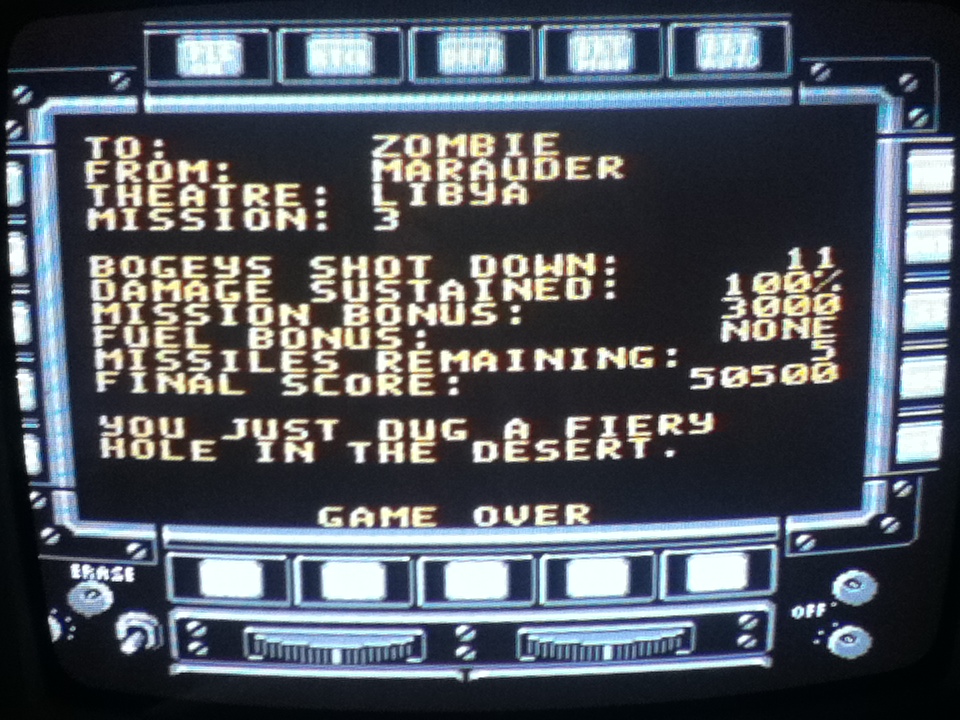 TO: ZOMBIE
FROM: MARAUDER
THEATRE: LIBYA
MISSION: 3
BOGEYS SHOT DOWN: 11
DAMAGE SUSTAINED: 100%
MISSION BONUS: 3000
FUEL BONUS: NONE
MISSILES REMAINING: 5
FINAL SCORE: 50500
YOU JUST DUG A FIERY
HOLE IN THE DESERT.
GAME OVER
ERASE
OFF